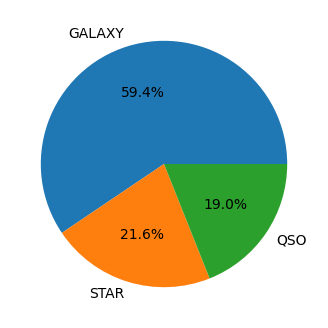 GALAXY
59.4%
19.0%
21.6%
QSO
STAR